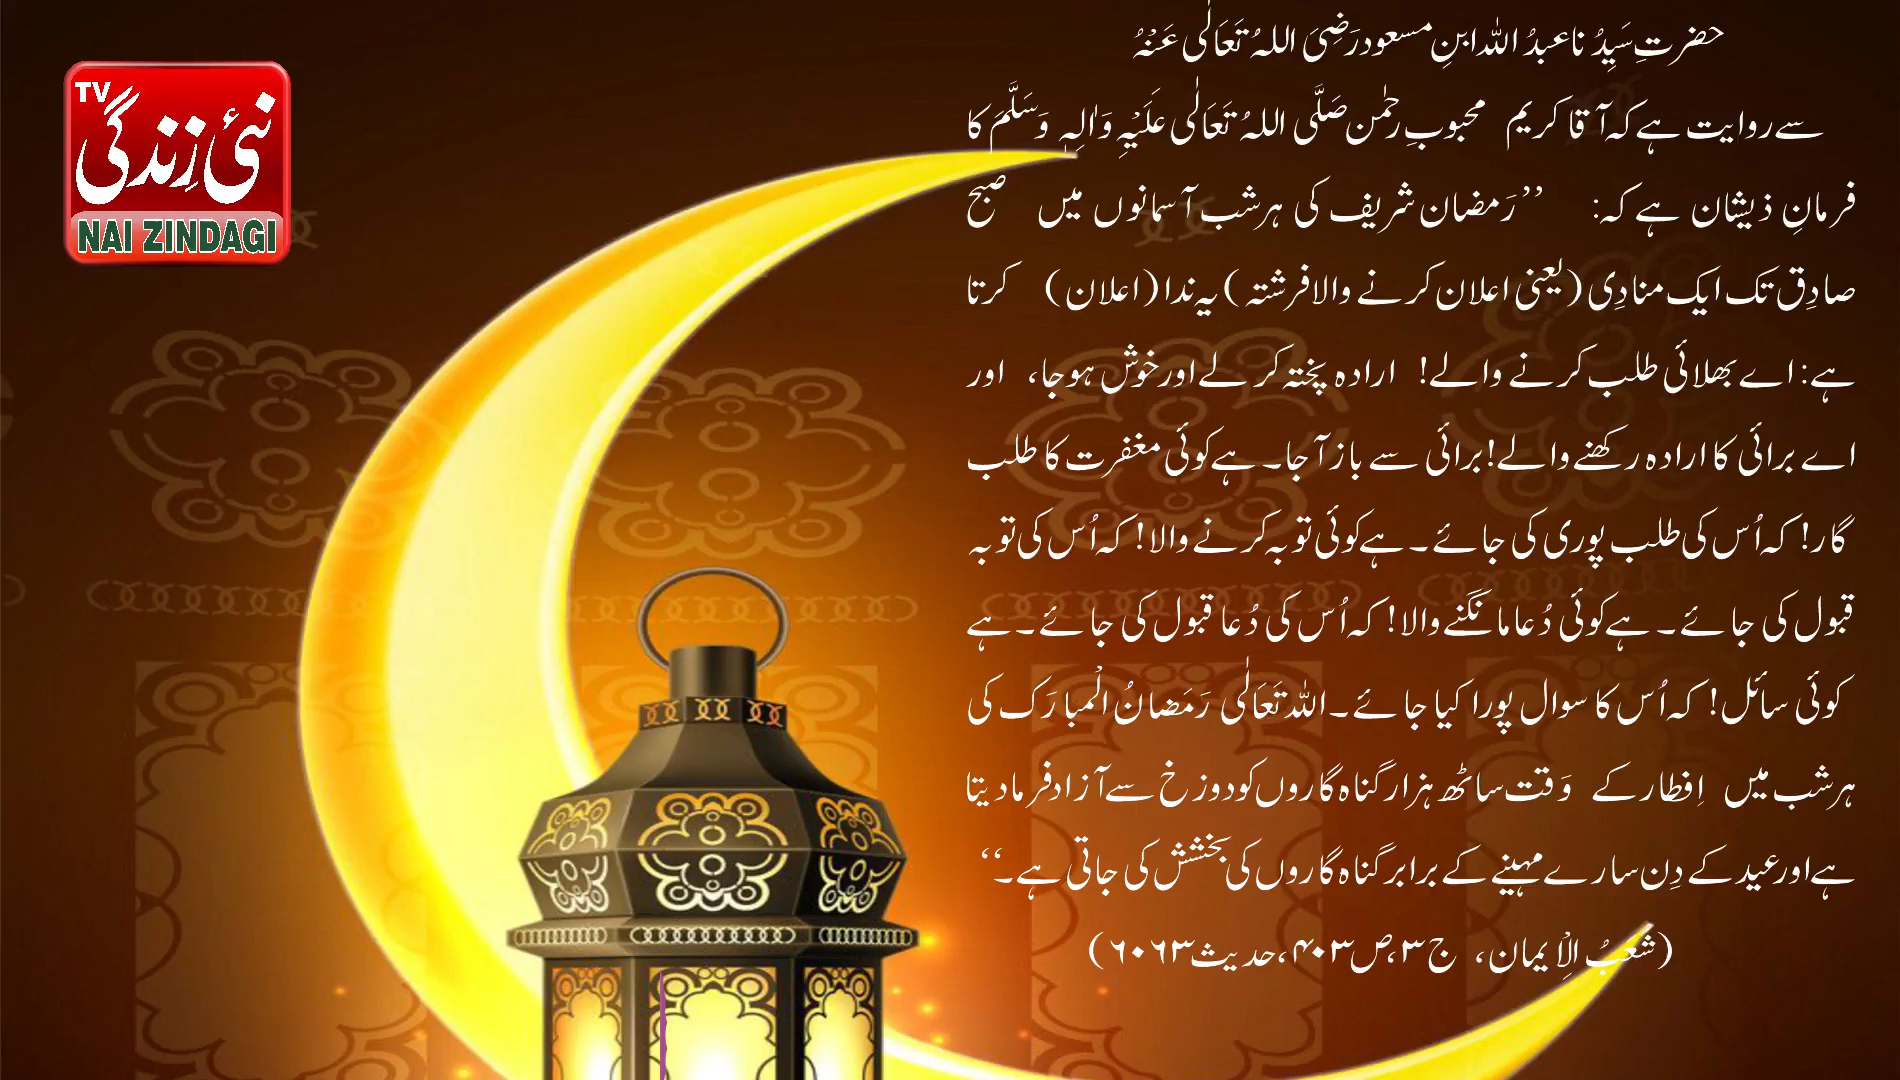 TV
نئی زِندگی
NAI ZINDAGI
حضرتِ سَیِّدُ نا عبدُ اللہ ابنِ مسعود رَضِیَ اللہُ تَعَالٰی عَنْہُ
سے روایت ہے کہ آقا کریم محبوبِ رحْمٰن صَلَّی اللہُ تَعَالٰی عَلَیْہِ وَاٰلِہٖ وَسَلَّمَ کا
فرمانِ ذیشان ہے کہ: ’’رَمضان شریف کی ہر شب آسمانوں میں صبح
صادِق تک ایک منادِی (یعنی اعلان کرنے والا فرشتہ) یہ ندا (اعلان) کرتا
ہے: اے بھلائی طلب کرنے والے! ارادہ پختہ کر لے اور خوش ہو جا، اور
اے برائی کا ارادہ رکھنے والے! برائی سے باز آ جا۔ ہے کوئی مغفرت کا طلب
گار! کہ اُس کی طلب پوری کی جائے۔ ہے کوئی توبہ کرنے والا! کہ اُس کی توبہ
قبول کی جائے۔ ہے کوئی دُعا مانگنے والا! کہ اُس کی دُعا قبول کی جائے۔ ہے
کوئی سائل! کہ اُس کا سوال پورا کیا جائے۔ اللہ تَعَالٰی رَمَضانُ الْمبارَک کی
ہر شب میں اِفطار کے وَقت ساٹھ ہزار گناہ گاروں کو دوزخ سے آزاد فرما دیتا
ہے اور عید کے دِن سارے مہینے کے برابر گناہ گاروں کی بخشش کی جاتی ہے۔‘‘
(شُعَبُ الْاِیمان، ج ۳، ص ۴۰۳، حدیث ۶۰۶۳)